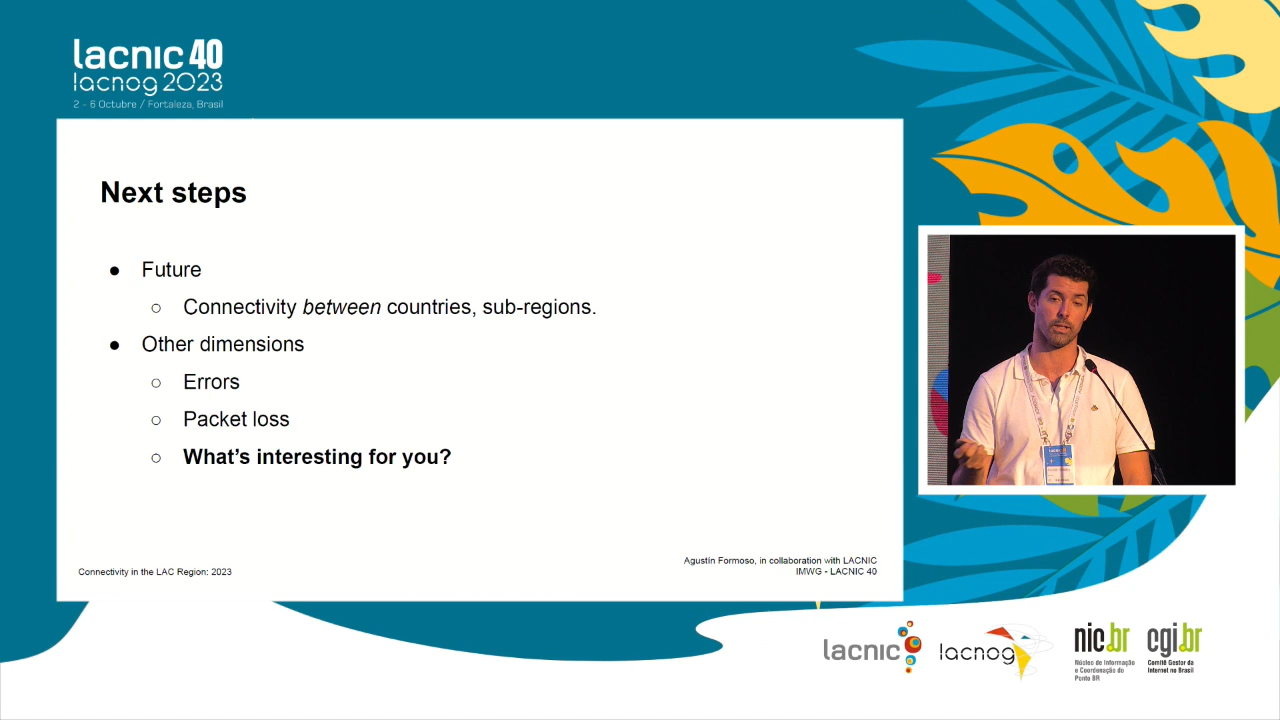 lacnic 40
lacnog 2023
2 - 6 Octubre / Fortaleza, Brasil
Next steps
● Future
○ Connectivity between countries, sub-regions.
● Other dimensions
○ Errors
○ Packet loss
○ What's interesting for you?
Agustín Formoso, in collaboration with LACNIC
Connectivity in the LAC Region: 2023
IMWG - LACNIC 40
lacnic
lacnog
nic.br
Núcleo de Informação
e Coordenação do
Ponto BR
cgi.br
Comitê Gestor da
Internet no Brasil